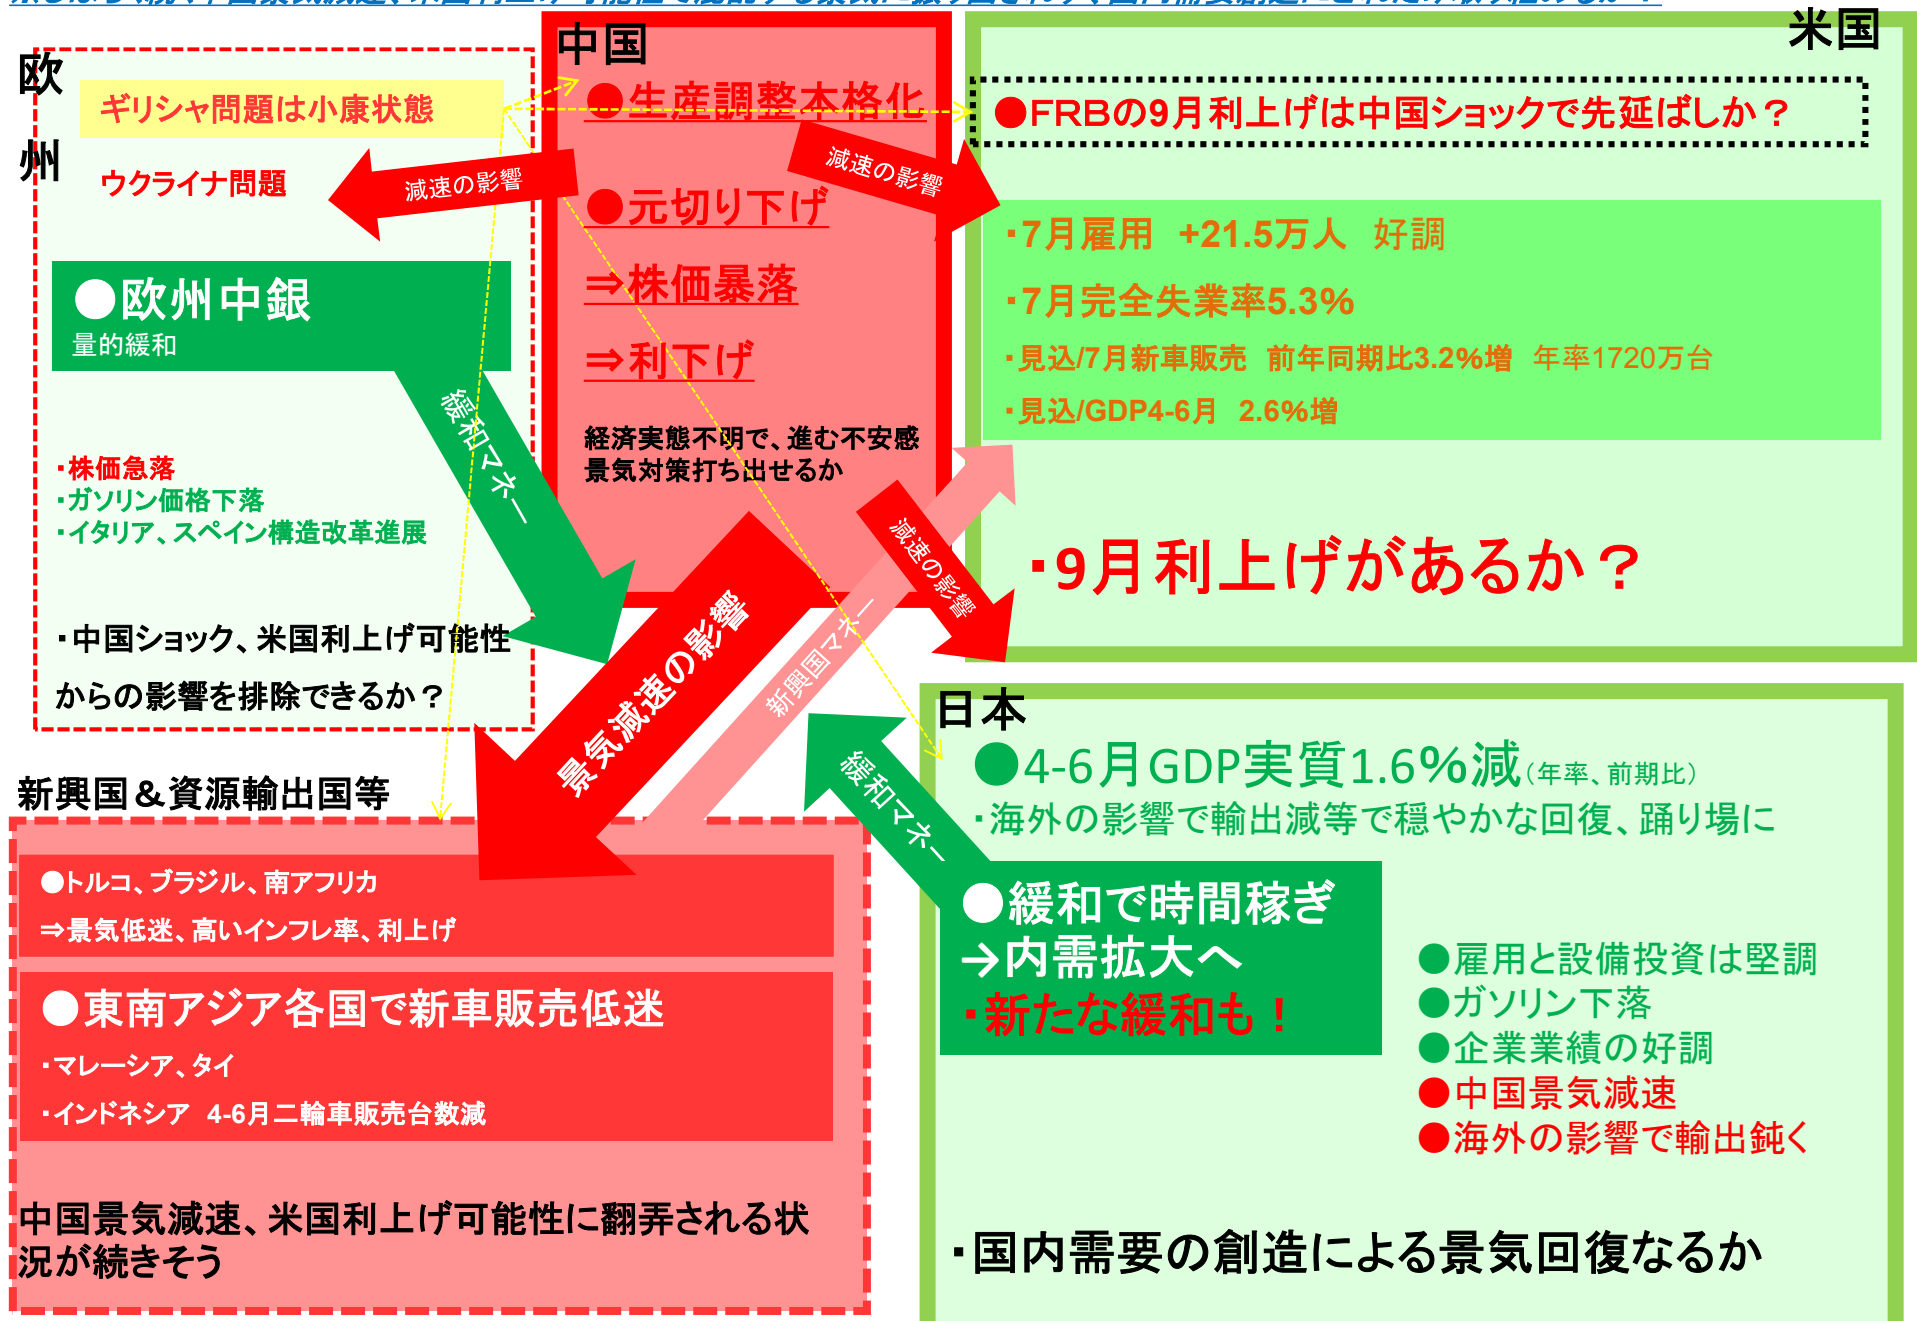 中国
米国
欧
州
ギリシャ問題は小康状態
ウクライナ問題
減速の影響
●欧州中銀
量的緩和
緩和マネー
・株価急落
・ガソリン価格下落
・イタリア、スペイン構造改革進展
・中国ショック、米国利上げ可能性
からの影響を排除できるか？
●生産調整本格化
減速の影響
●元切り下げ
⇒株価暴落
⇒利下げ
経済実態不明で、進む不安感
景気対策打ち出せるか
減速の影響
景気減速の影響
新興国マネー
●FRBの9月利上げは中国ショックで先延ばしか？
・7月雇用　+21.5万人　好調
・7月完全失業率5.3%
・見込/7月新車販売　前年同期比3.2%増　年率1720万台
・見込/GDP4-6月　2.6%増
・9月利上げがあるか？
新興国＆資源輸出国等
●トルコ、ブラジル、南アフリカ
⇒景気低迷、高いインフレ率、利上げ
●東南アジア各国で新車販売低迷
・マレーシア、タイ
・インドネシア　4-6月二輪車販売台数減
中国景気減速、米国利上げ可能性に翻弄される状
況が続きそう
日本
●4-6月GDP実質1.6%減（年率、前期比）
・海外の影響で輸出減等で穏やかな回復、踊り場に
緩和マネー
●緩和で時間稼ぎ
→内需拡大へ
・新たな緩和も！
●雇用と設備投資は堅調
●ガソリン下落
●企業業績の好調
●中国景気減速
●海外の影響で輸出鈍く
・国内需要の創造による景気回復なるか